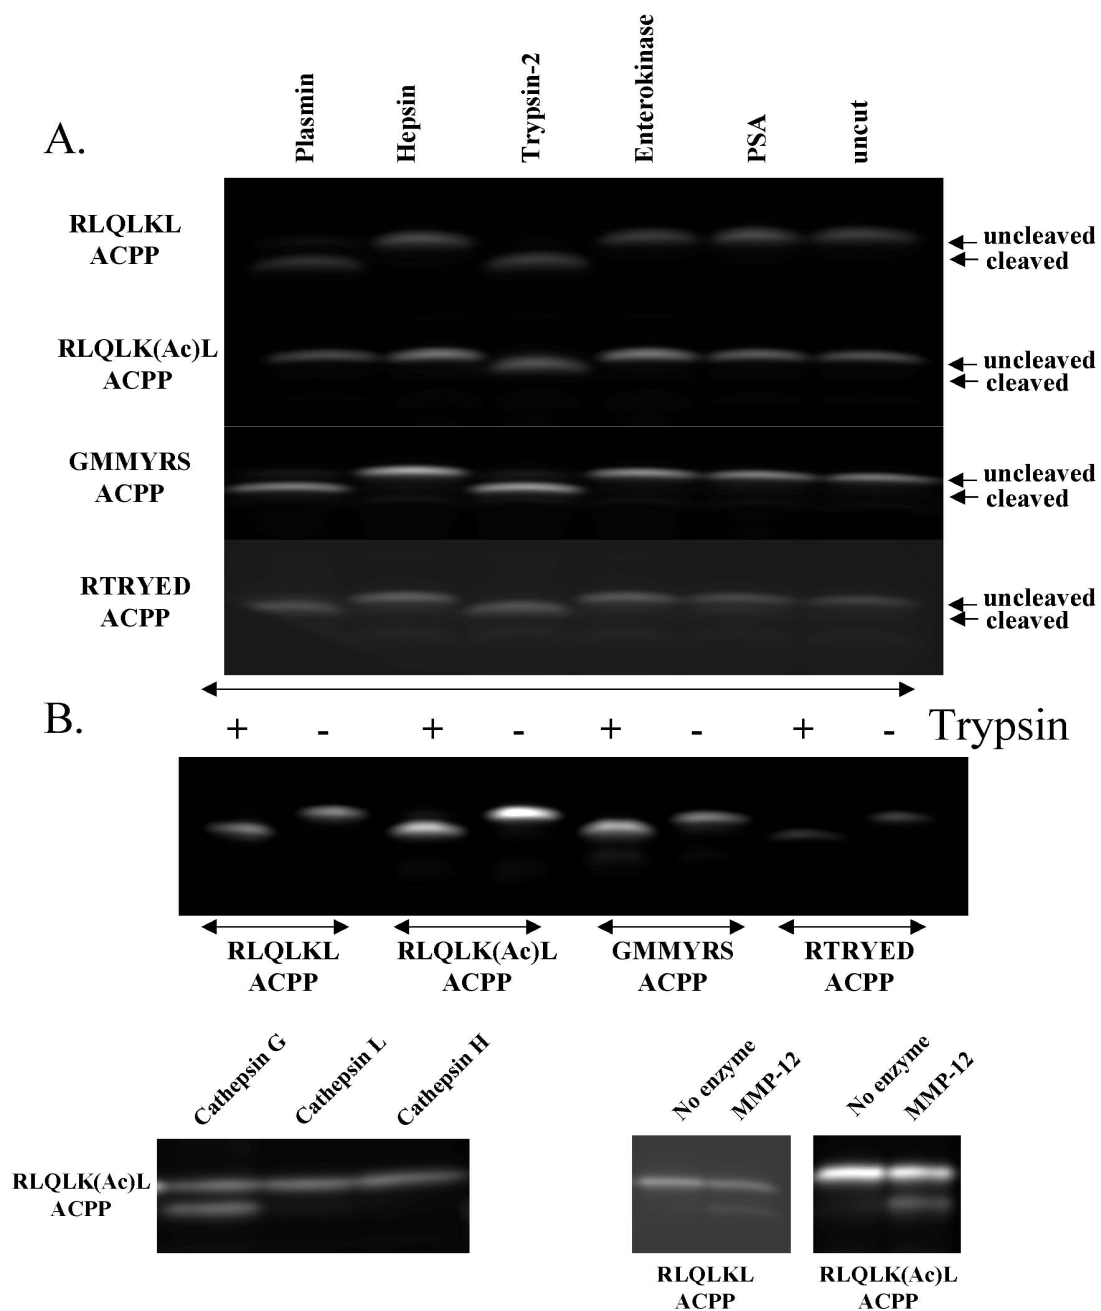 A.
Plasmin
Hepsin
Trypsin-2
Enterokinase
PSA
uncut
RLQLKL
ACPP
uncleaved
cleaved
RLQLK(Ac)L
ACPP
uncleaved
cleaved
GMMYRS
ACPP
uncleaved
cleaved
RTRYED
ACPP
uncleaved
cleaved
B.
+ - + - + - + - Trypsin
RLQLKL
ACPP
RLQLK(Ac)L
ACPP
GMMYRS
ACPP
RTRYED
ACPP
Cathepsin G
Cathepsin L
Cathepsin H
RLQLK(Ac)L
ACPP
No enzyme
MMP-12
RLQLKL
ACPP
No enzyme
MMP-12
RLQLK(Ac)L
ACPP